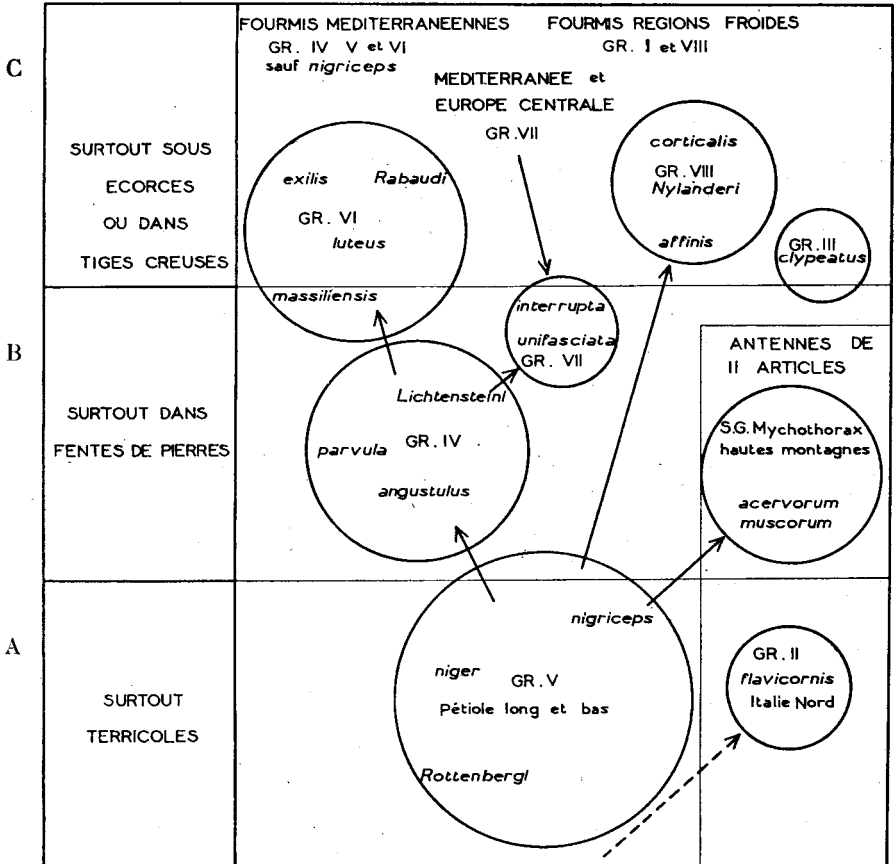 FOURMIS MEDITERRANEENNES
GR. IV V et VI
sauf nigriceps
FOURMIS REGIONS FROIDES
GR. I et VIII
MEDITERRANEE et
EUROPE CENTRALE
GR. VII
C
SURTOUT SOUS
ECORCES
OU DANS
TIGES CREUSES
exilis
Rabaudi
GR. VI
luteus
massiliensis
corticalis
GR. VIII
Nylanderi
affinis
GR. III
clypeatus
B
SURTOUT DANS
FENTES DE PIERRES
interrupta
unifasciata
GR. VII
Lichtensteini
parvula
GR. IV
angustulus
ANTENNES DE
II ARTICLES
S.G. Mychothorax
hautes montagnes
acervorum
muscorum
A
SURTOUT
TERRICOLES
nigriceps
niger
GR. V
Pétiole long et bas
Rottenbergi
GR. II
flavicornis
Italie Nord